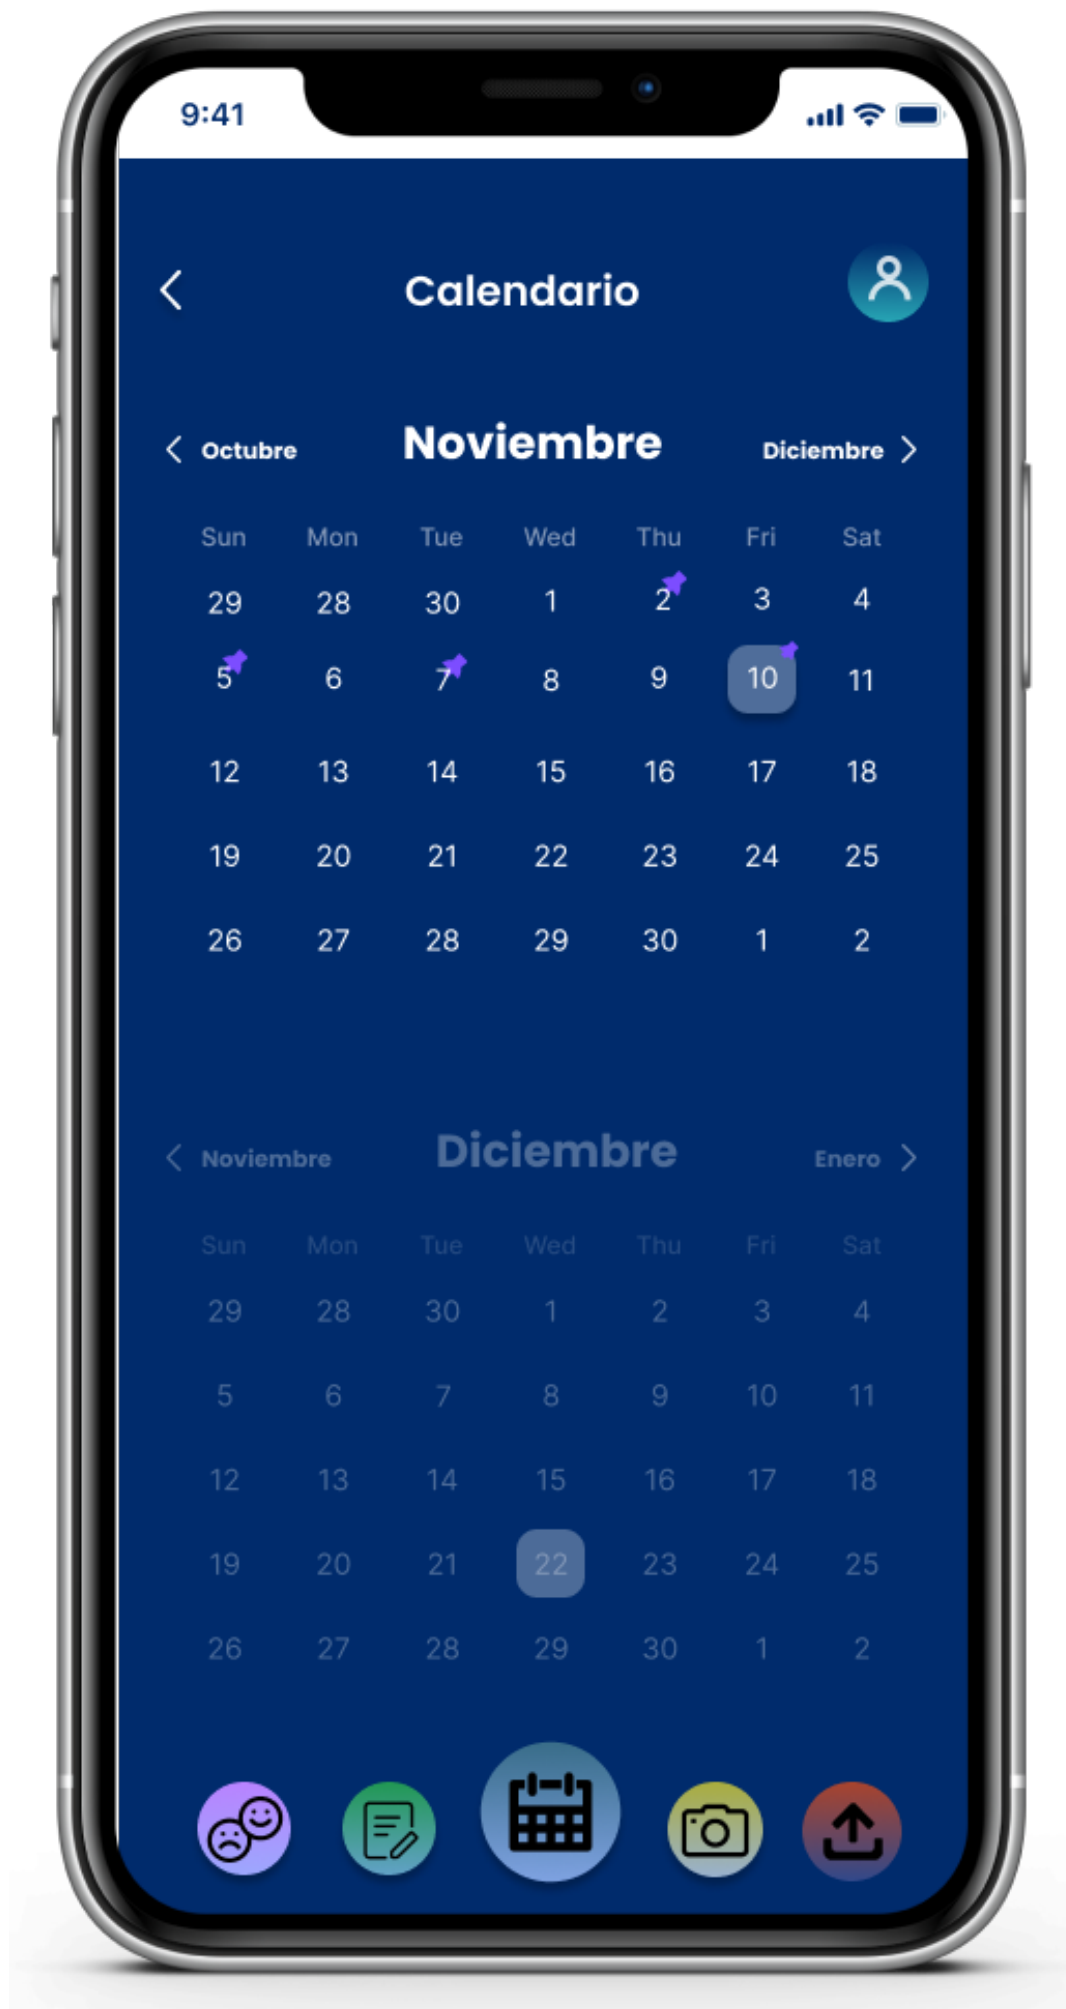 9:41
Calendario
Octubre Noviembre Diciembre
Sun Mon Tue Wed Thu Fri Sat
29 28 30 1 2 3 4
5 6 7 8 9 10 11
12 13 14 15 16 17 18
19 20 21 22 23 24 25
26 27 28 29 30 1 2
Noviembre Diciembre Enero
Sun Mon Tue Wed Thu Fri Sat
29 28 30 1 2 3 4
5 6 7 8 9 10 11
12 13 14 15 16 17 18
19 20 21 22 23 24 25
26 27 28 29 30 1 2